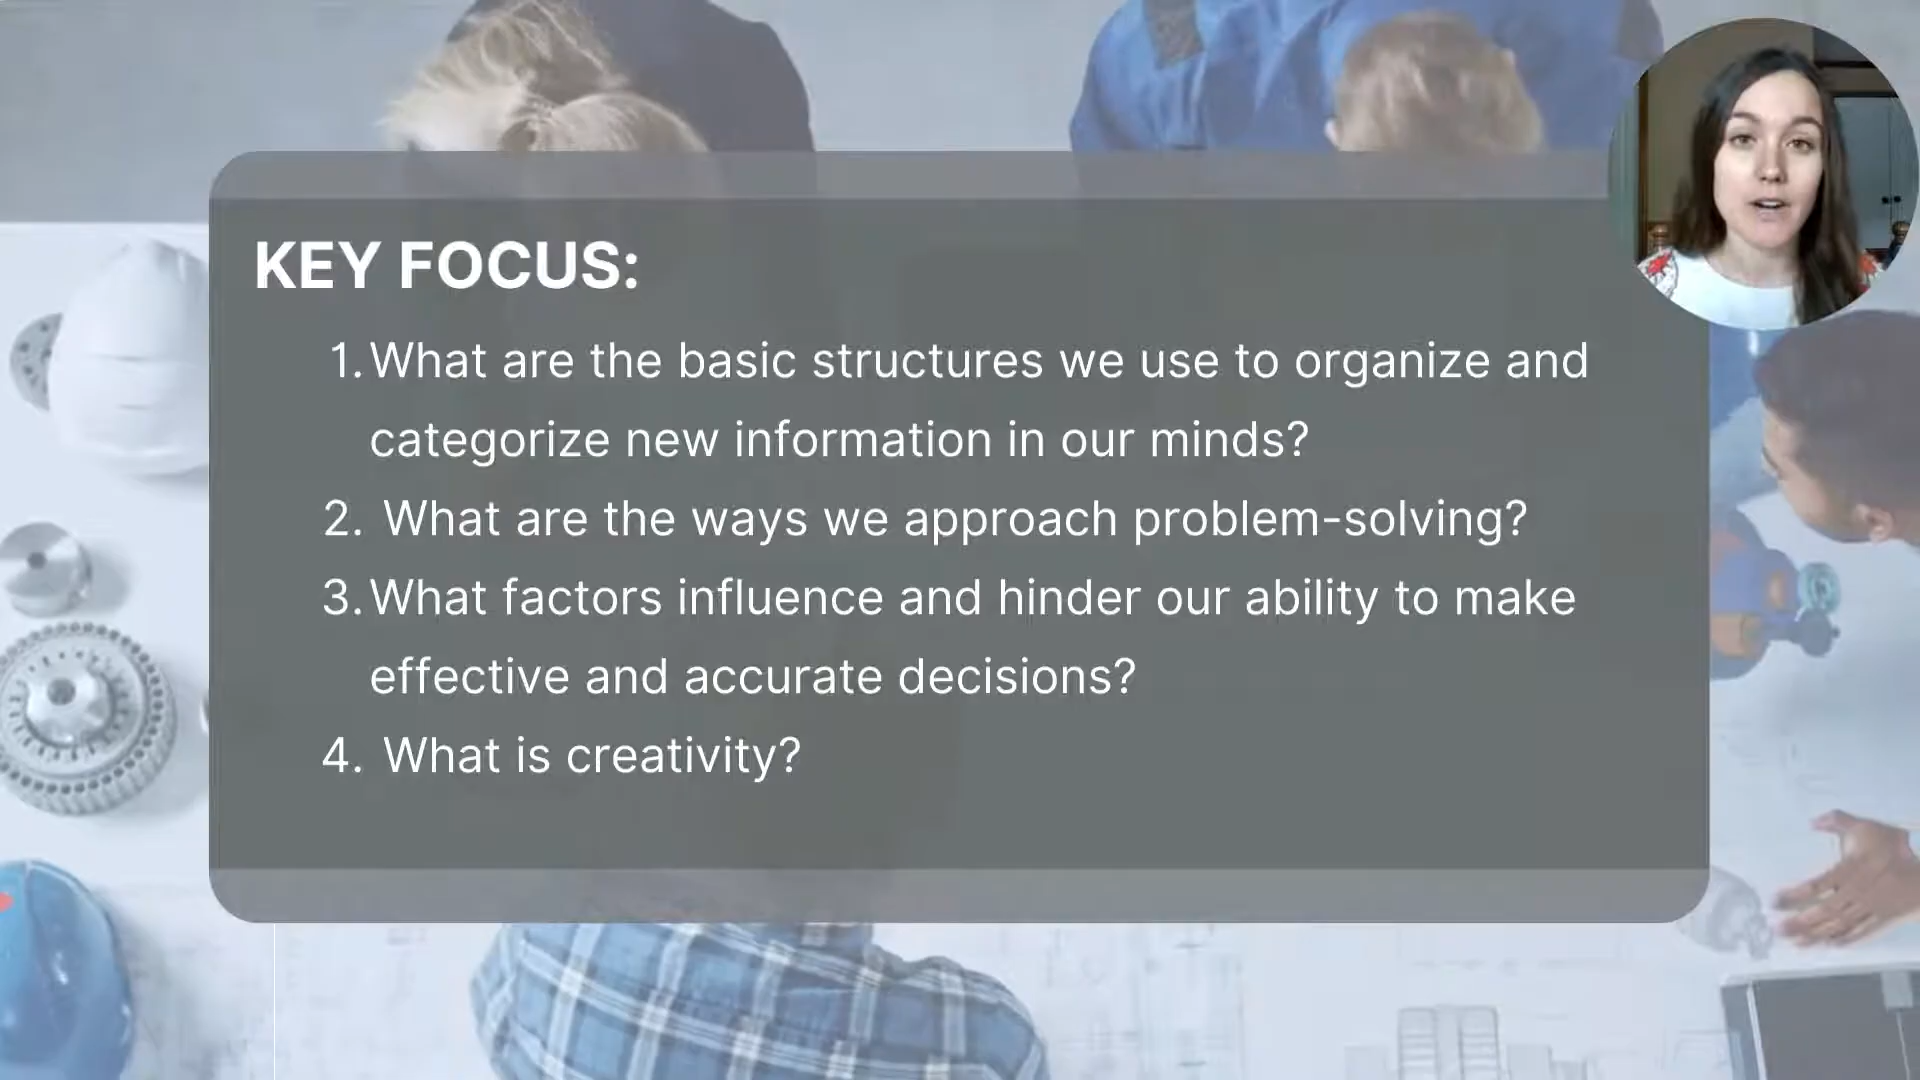 KEY FOCUS:
1. What are the basic structures we use to organize and
categorize new information in our minds?
2. What are the ways we approach problem-solving?
3. What factors influence and hinder our ability to make
effective and accurate decisions?
4. What is creativity?